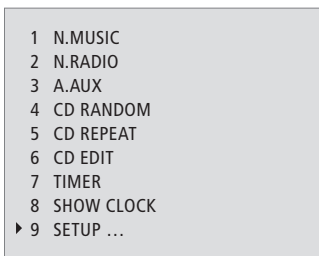 1 N.MUSIC
2 N.RADIO
3 A.AUX
4 CD RANDOM
5 CD REPEAT
6 CD EDIT
7 TIMER
8 SHOW CLOCK
9 SETUP …